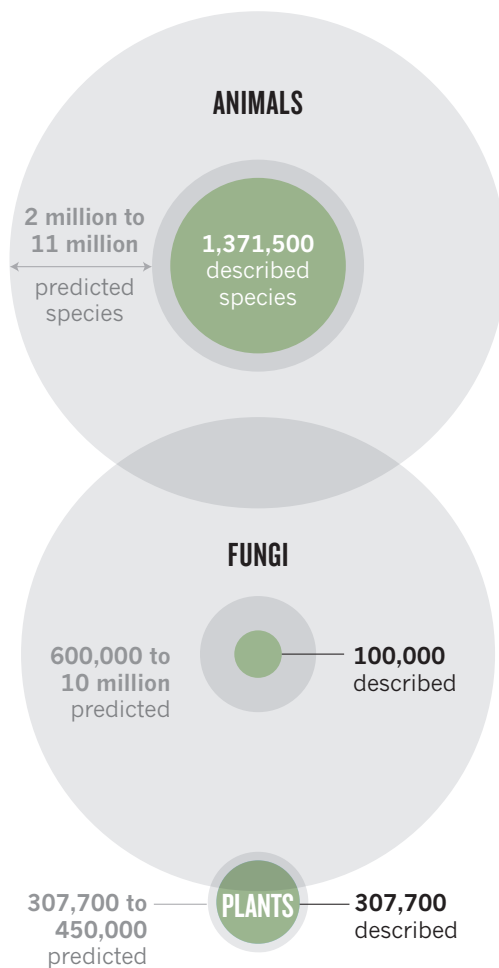 ANIMALS
2 million to
11 million
predicted
species
1,371,500
described
species
FUNGI
600,000 to
10 million
predicted
100,000
described
307,700 to
450,000
predicted
PLANTS
307,700
described